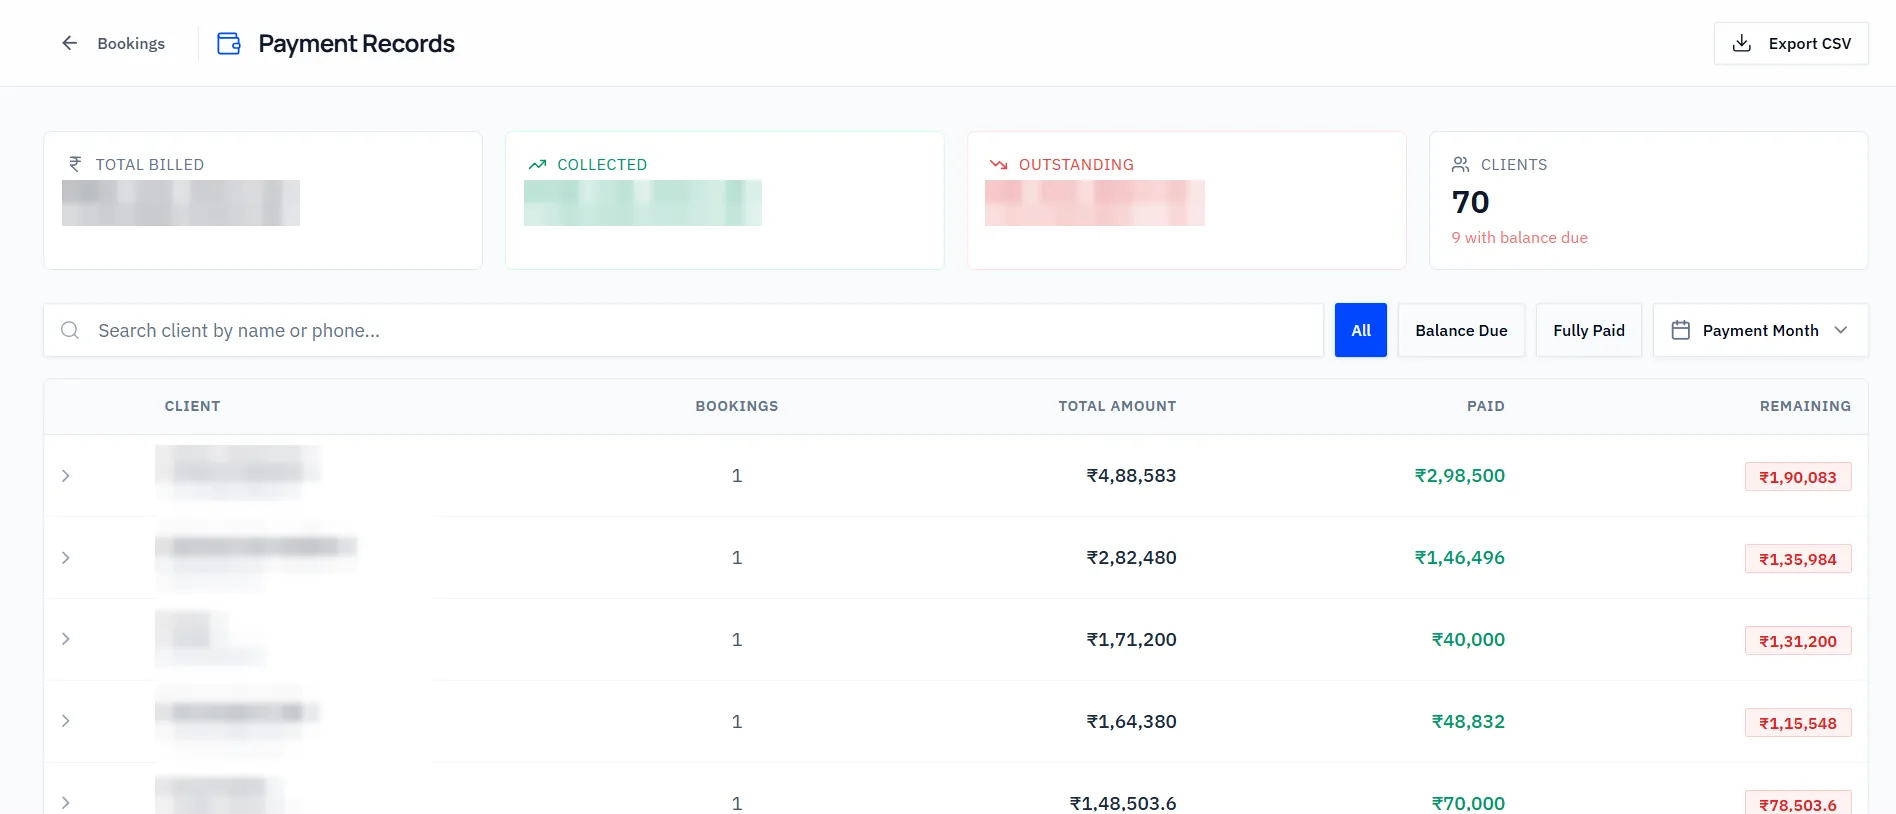 Bookings
Payment Records
Export CSV
₹ TOTAL BILLED
COLLECTED
OUTSTANDING
CLIENTS
70
9 with balance due
Search client by name or phone...
All
Balance Due
Fully Paid
Payment Month
CLIENT BOOKINGS TOTAL AMOUNT PAID REMAINING
1 ₹4,88,583 ₹2,98,500 ₹1,90,083
1 ₹2,82,480 ₹1,46,496 ₹1,35,984
1 ₹1,71,200 ₹40,000 ₹1,31,200
1 ₹1,64,380 ₹48,832 ₹1,15,548
1 ₹1,48,503.6 ₹70,000 ₹78,503.6